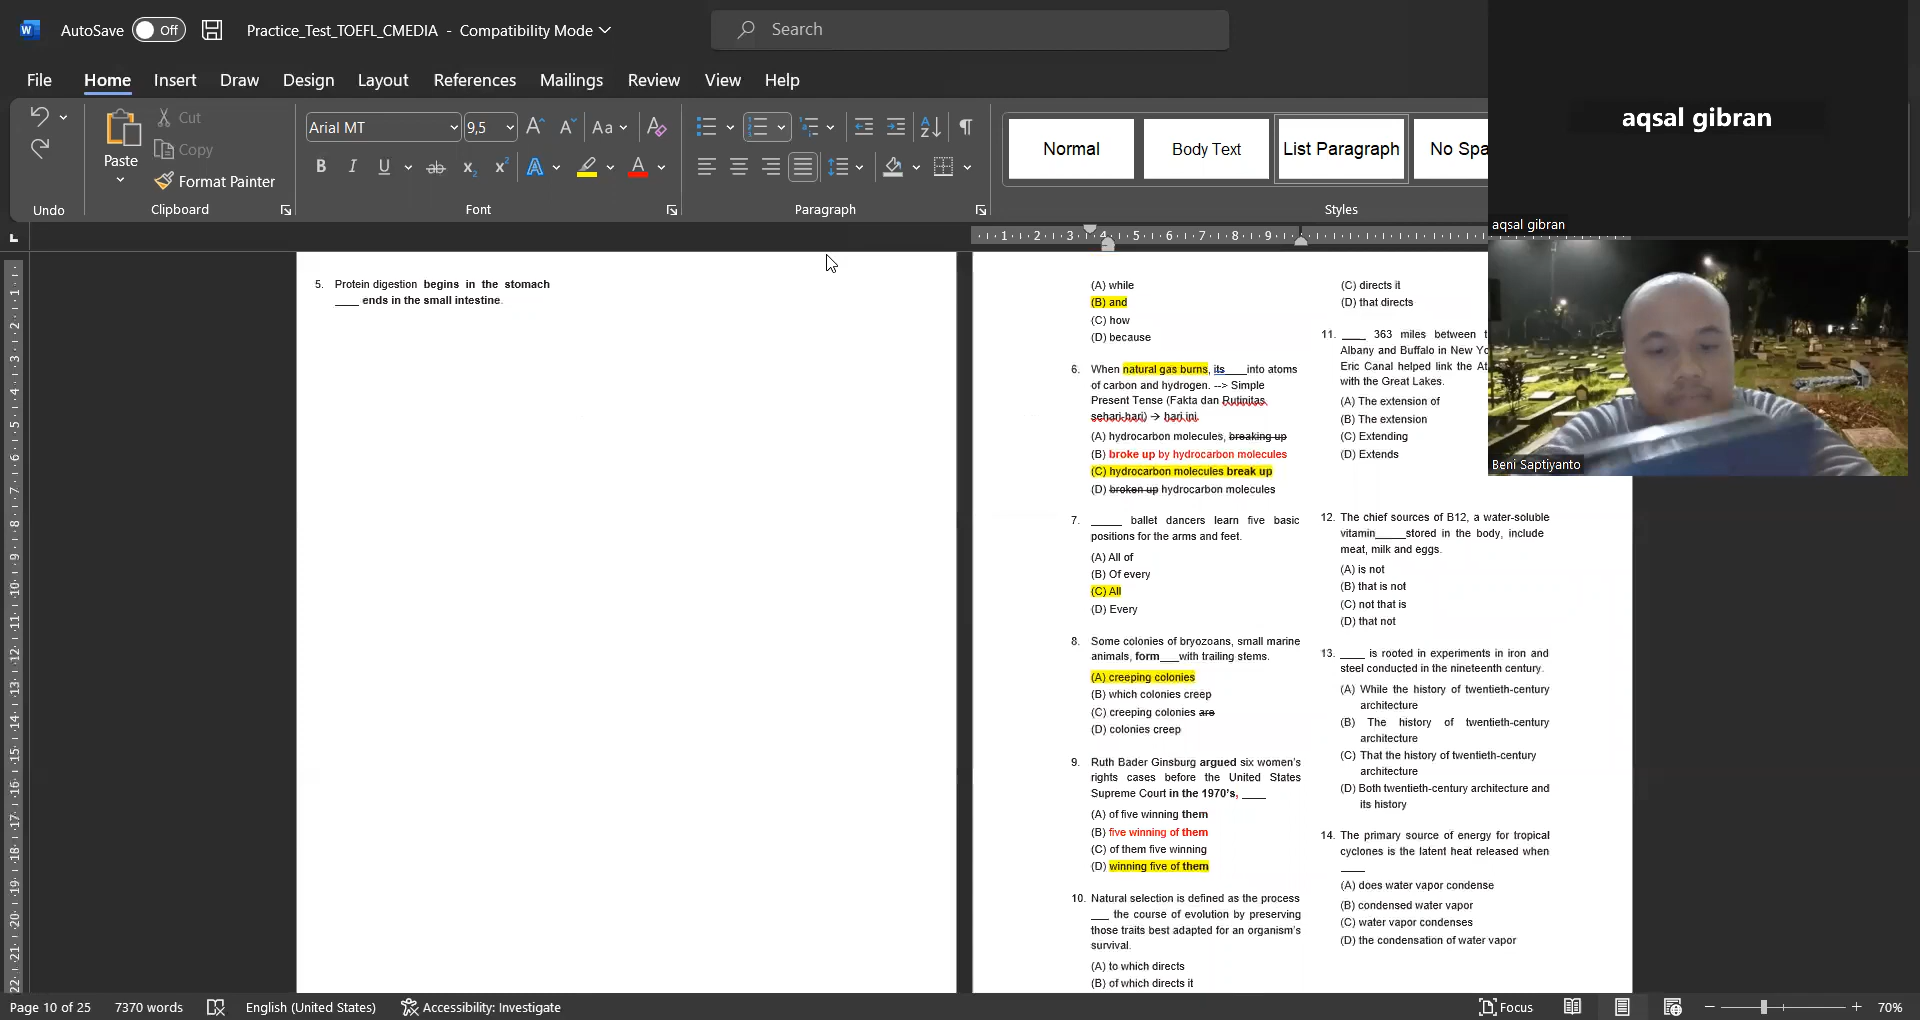 AutoSave Off Practice_Test_TOEFL_CMEDIA - Compatibility Mode Search
File Home Insert Draw Design Layout References Mailings Review View Help
Paste
Cut
Copy
Format Painter
Arial MT 9,5
Normal Body Text List Paragraph No Spa
Undo Clipboard Font Paragraph Styles
aqsal gibran
aqsal gibran
Beni Saptiyanto
5. Protein digestion begins in the stomach
____ ends in the small intestine.
(A) while
(B) and
(C) how
(D) because
6. When natural gas burns, its____into atoms
of carbon and hydrogen. --> Simple
Present Tense (Fakta dan Rutinitas
sehari-hari) → hari ini.
(A) hydrocarbon molecules, breaking up
(B) broke up by hydrocarbon molecules
(C) hydrocarbon molecules break up
(D) broken up hydrocarbon molecules
7. _____ ballet dancers learn five basic
positions for the arms and feet.
(A) All of
(B) Of every
(C) All
(D) Every
8. Some colonies of bryozoans, small marine
animals, form___with trailing stems.
(A) creeping colonies
(B) which colonies creep
(C) creeping colonies are
(D) colonies creep
9. Ruth Bader Ginsburg argued six women's
rights cases before the United States
Supreme Court in the 1970's, ____
(A) of five winning them
(B) five winning of them
(C) of them five winning
(D) winning five of them
10. Natural selection is defined as the process
___ the course of evolution by preserving
those traits best adapted for an organism's
survival.
(A) to which directs
(B) of which directs it
(C) directs it
(D) that directs
11. ____ 363 miles between t
Albany and Buffalo in New Yo
Eric Canal helped link the At
with the Great Lakes.
(A) The extension of
(B) The extension
(C) Extending
(D) Extends
12. The chief sources of B12, a water-soluble
vitamin_____stored in the body, include
meat, milk and eggs.
(A) is not
(B) that is not
(C) not that is
(D) that not
13. ____ is rooted in experiments in iron and
steel conducted in the nineteenth century.
(A) While the history of twentieth-century
architecture
(B) The history of twentieth-century
architecture
(C) That the history of twentieth-century
architecture
(D) Both twentieth-century architecture and
its history
14. The primary source of energy for tropical
cyclones is the latent heat released when
____
(A) does water vapor condense
(B) condensed water vapor
(C) water vapor condenses
(D) the condensation of water vapor
Page 10 of 25 7370 words English (United States) Accessibility: Investigate Focus 70%